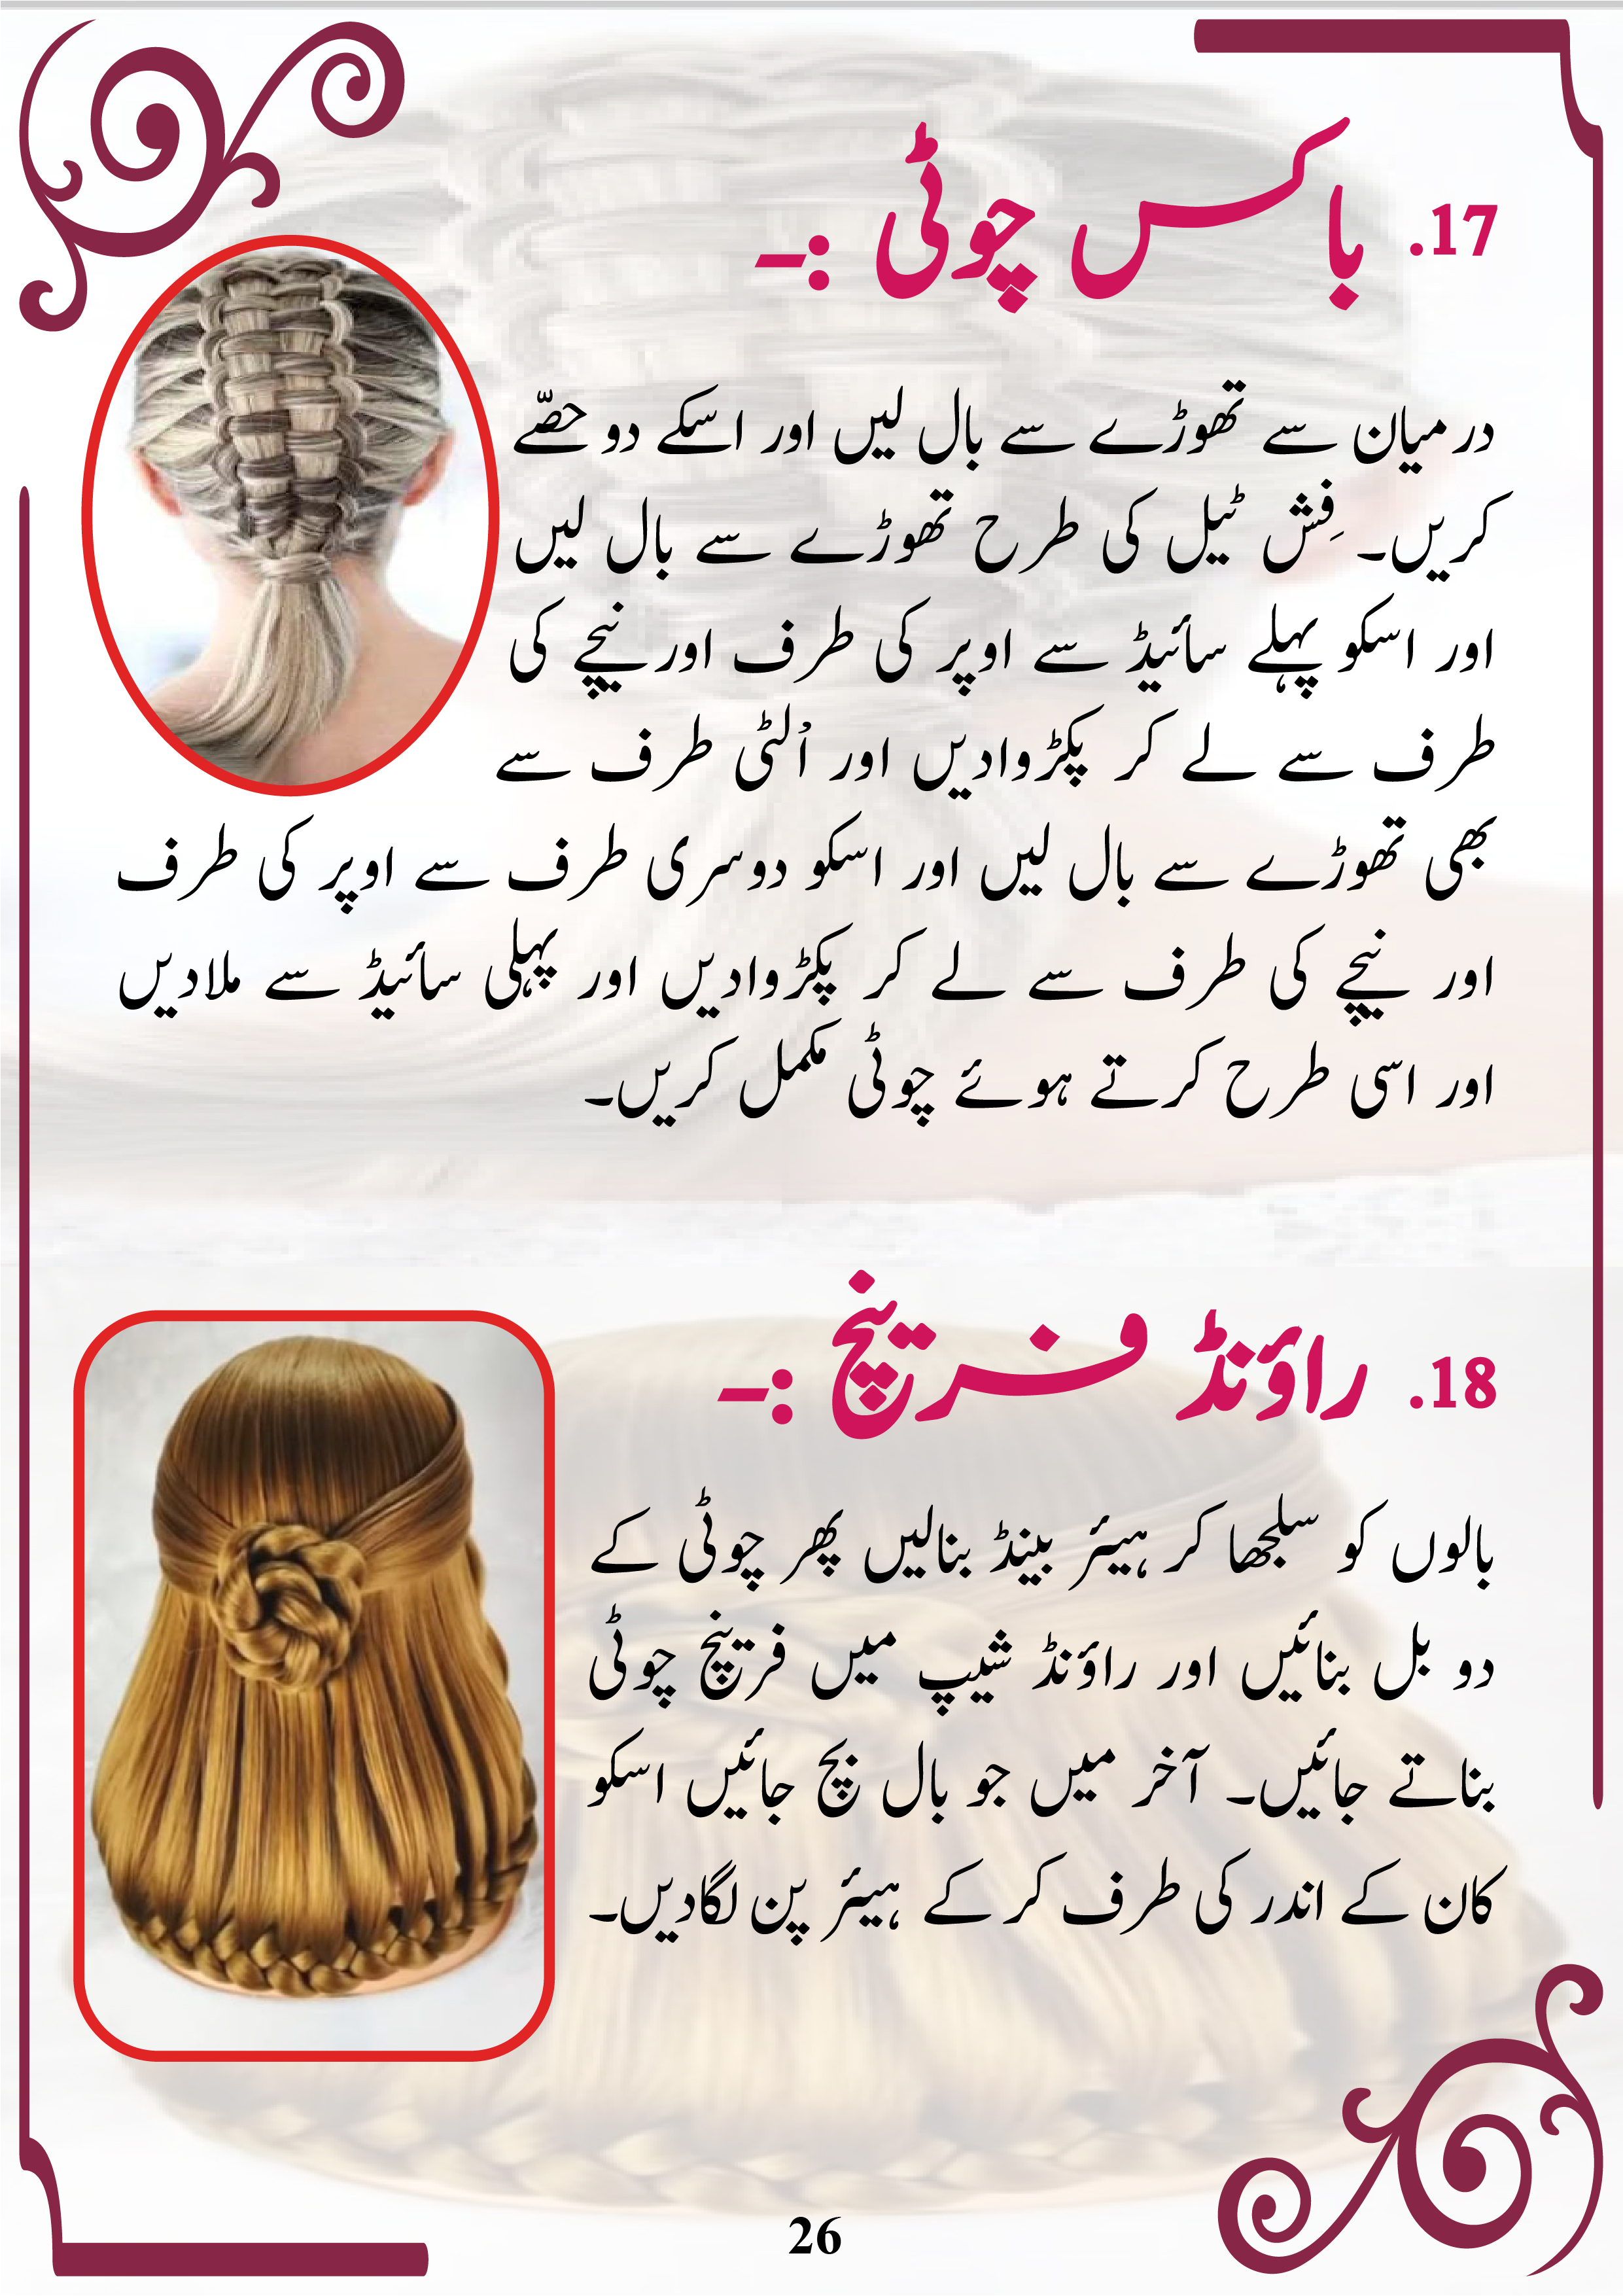 17. باکس چوٹی :۔
درمیان سے تھوڑے سے بال لیں اور اسکے دو حصّے
کریں۔ فِش ٹیل کی طرح تھوڑے سے بال لیں
اور اسکو پہلے سائیڈ سے اوپر کی طرف اور نیچے کی
طرف سے لے کر پکڑوادیں اور اُلٹی طرف سے
بھی تھوڑے سے بال لیں اور اسکو دوسری طرف سے اوپر کی طرف
اور نیچے کی طرف سے لے کر پکڑوادیں اور پہلی سائیڈ سے ملادیں
اور اسی طرح کرتے ہوئے چوٹی مکمل کریں۔
18. راؤنڈ فرینچ :۔
بالوں کو سلجھا کر ہیئر بینڈ بنالیں پھر چوٹی کے
دو بل بنائیں اور راؤنڈ شیپ میں فرینچ چوٹی
بناتے جائیں۔ آخر میں جو بال بچ جائیں اسکو
کان کے اندر کی طرف کر کے ہیئر پن لگادیں۔
26